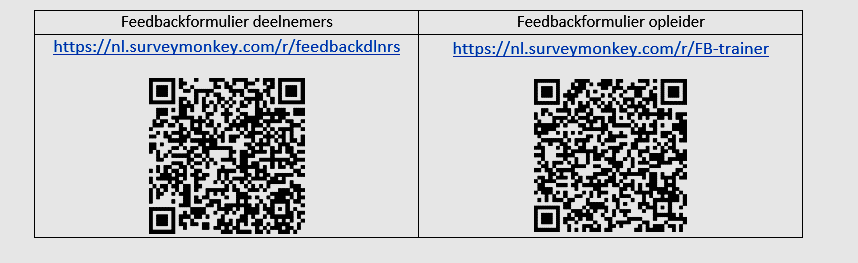 Feedbackformulier deelnemers
https://nl.surveymonkey.com/r/feedbackdlnrs
Feedbackformulier opleider
https://nl.surveymonkey.com/r/FB-trainer